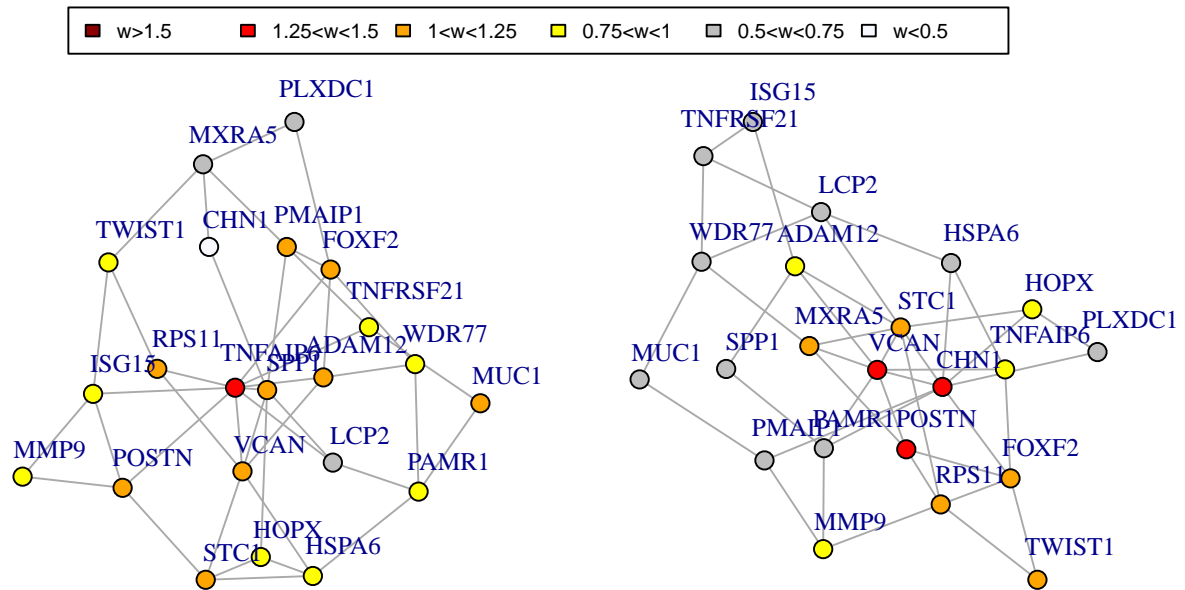 w>1.5 1.25<w<1.5 1<w<1.25 0.75<w<1 0.5<w<0.75 w<0.5
PLXDC1
MXRA5
TWIST1
CHN1
PMAIP1
FOXF2
TNFRSF21
WDR77
RPS11
TNFAIP6
ADAM12
SPP1
ISG15
MUC1
MMP9
POSTN
VCAN
LCP2
PAMR1
STC1
HOPX
HSPA6
ISG15
TNFRSF21
LCP2
WDR77
ADAM12
HSPA6
HOPX
PLXDC1
STC1
MXRA5
TNFAIP6
VCAN
CHN1
SPP1
MUC1
PMAIP1
PAMR1
POSTN
FOXF2
RPS11
MMP9
TWIST1